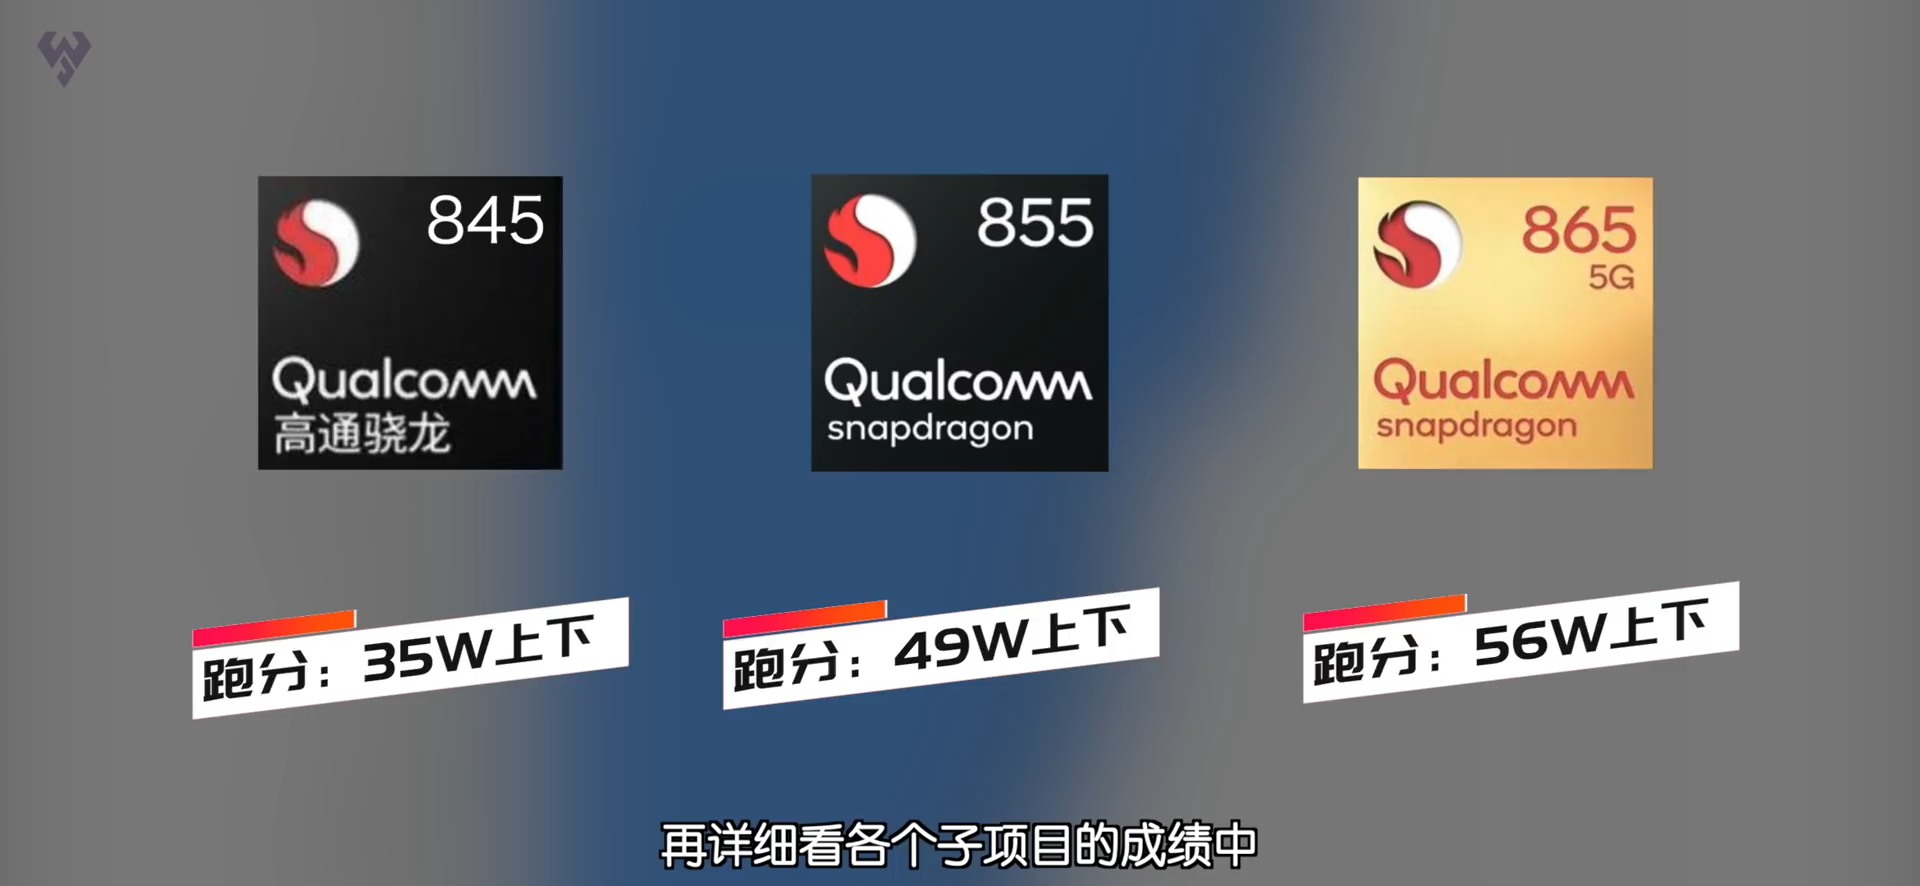 845
Qualcomm
高通骁龙
855
Qualcomm
snapdragon
865
5G
Qualcomm
snapdragon
跑分：35W上下
跑分：49W上下
跑分：56W上下
再详细看各个子项目的成绩中